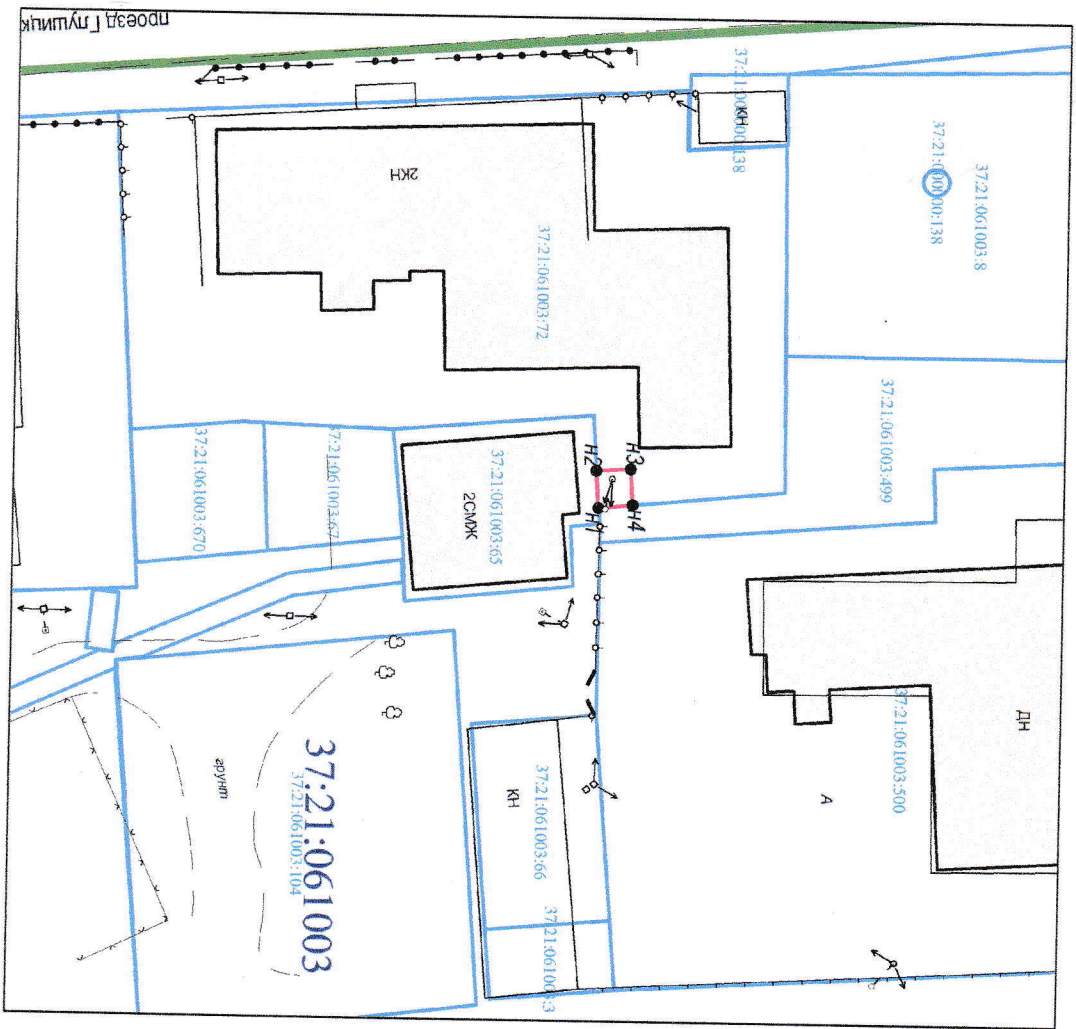 проезд Глушицк
37:21:000000:138
КН
37:21:000000:138
37:21:061003:8
2КН
37:21:061003:72
37:21:061003:499
37:21:061003:670
37:21:061003:67
37:21:061003:65
2СМЖ
н2
н3
н1
н4
ДН
37:21:061003:500
А
грунт
37:21:061003
37:21:061003:104
КН
37:21:061003:66
37:21:061003:3